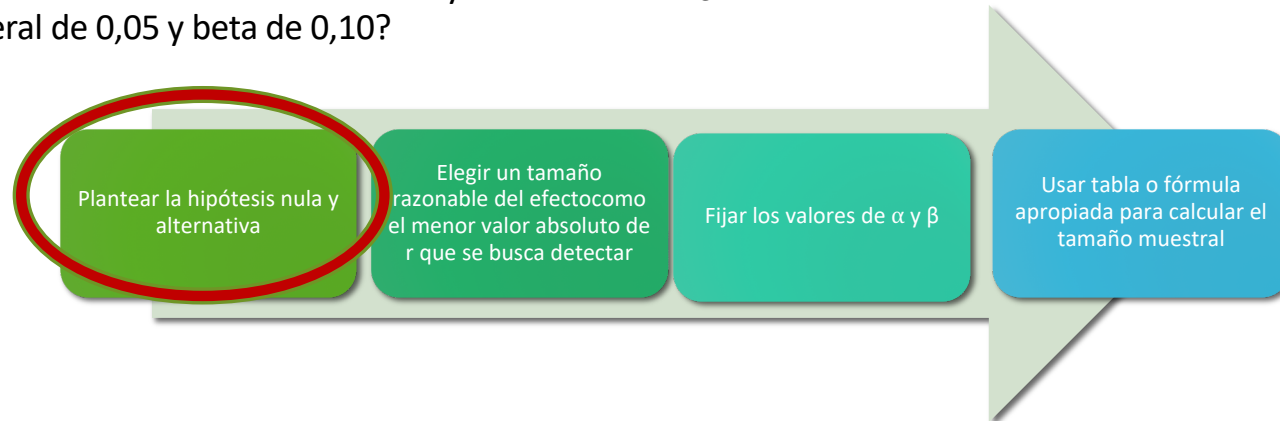 eral de 0,05 y beta de 0,10?
Plantear la hipótesis nula y
alternativa
Elegir un tamaño
razonable del efectocomo
el menor valor absoluto de
r que se busca detectar
Fijar los valores de α y β
Usar tabla o fórmula
apropiada para calcular el
tamaño muestral